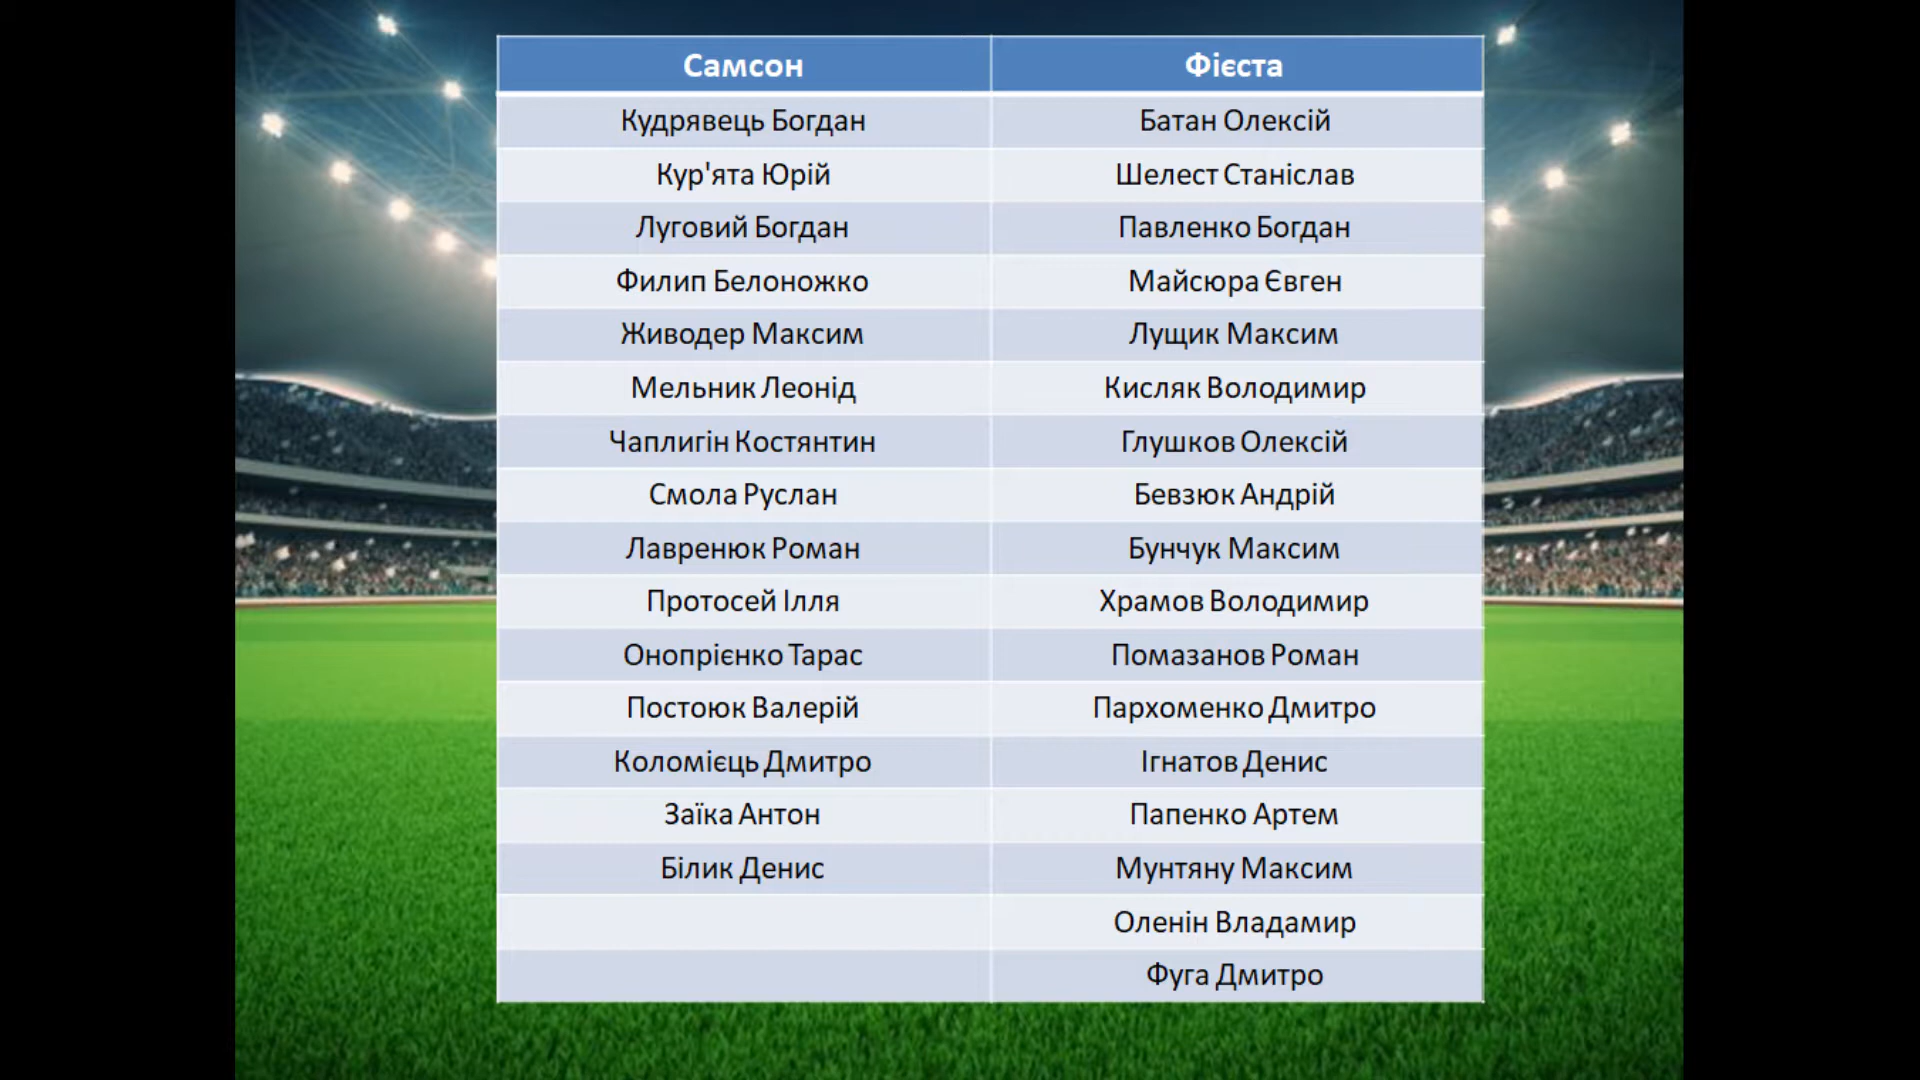 Самсон Фієста
Кудрявець Богдан Батан Олексій
Кур'ята Юрій Шелест Станіслав
Луговий Богдан Павленко Богдан
Филип Белоножко Майсюра Євген
Живодер Максим Лущик Максим
Мельник Леонід Кисляк Володимир
Чаплигін Костянтин Глушков Олексій
Смола Руслан Бевзюк Андрій
Лавренюк Роман Бунчук Максим
Протосей Ілля Храмов Володимир
Онопрієнко Тарас Помазанов Роман
Постоюк Валерій Пархоменко Дмитро
Коломієць Дмитро Ігнатов Денис
Заїка Антон Папенко Артем
Білик Денис Мунтяну Максим
Оленін Владамир
Фуга Дмитро